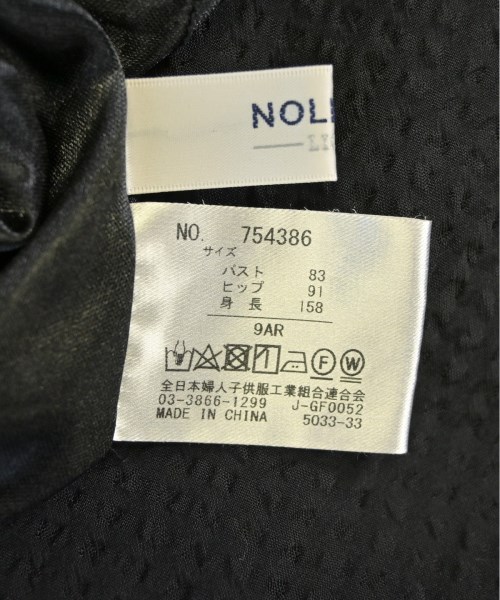 NOL
NO. 754386
サイズ
バスト 83
ヒップ 91
身長 158
9AR
F W
全日本婦人子供服工業組合連合会
03-3866-1299 J-GF0052
MADE IN CHINA 5033-33